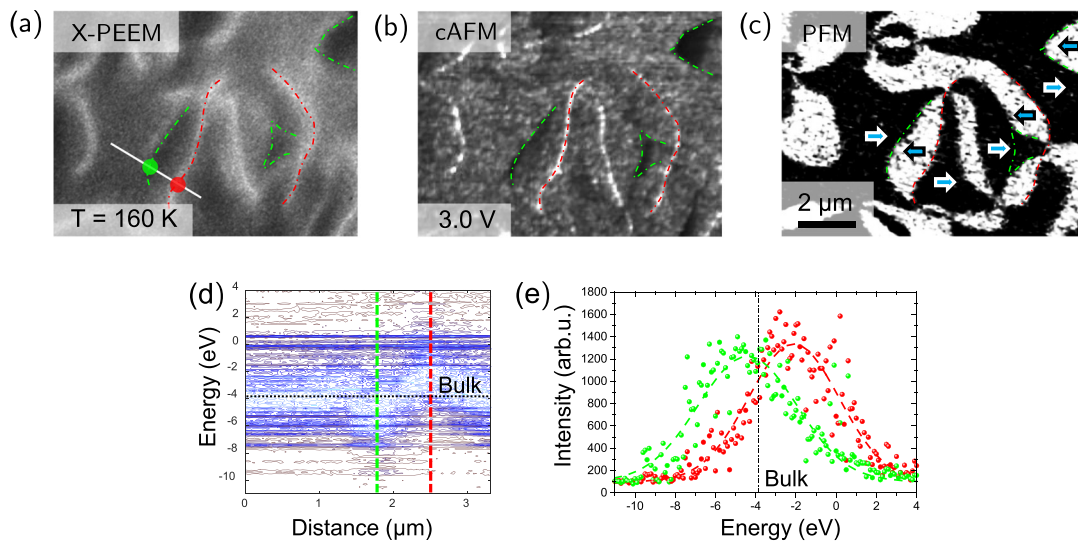 (a)
X-PEEM
T = 160 K
(b)
cAFM
3.0 V
(c)
PFM
2 µm
(d)
4
2
0
-2
-4
-6
-8
-10
Energy (eV)
Bulk
0
1
2
3
Distance (µm)
(e)
1800
1600
1400
1200
1000
800
600
400
200
0
Intensity (arb.u.)
Bulk
-10
-8
-6
-4
-2
0
2
4
Energy (eV)